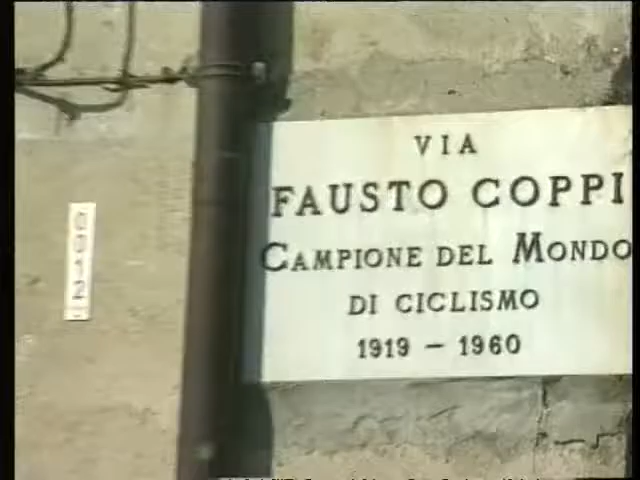 VIA
FAUSTO COPPI
CAMPIONE DEL MONDO
DI CICLISMO
1919 - 1960